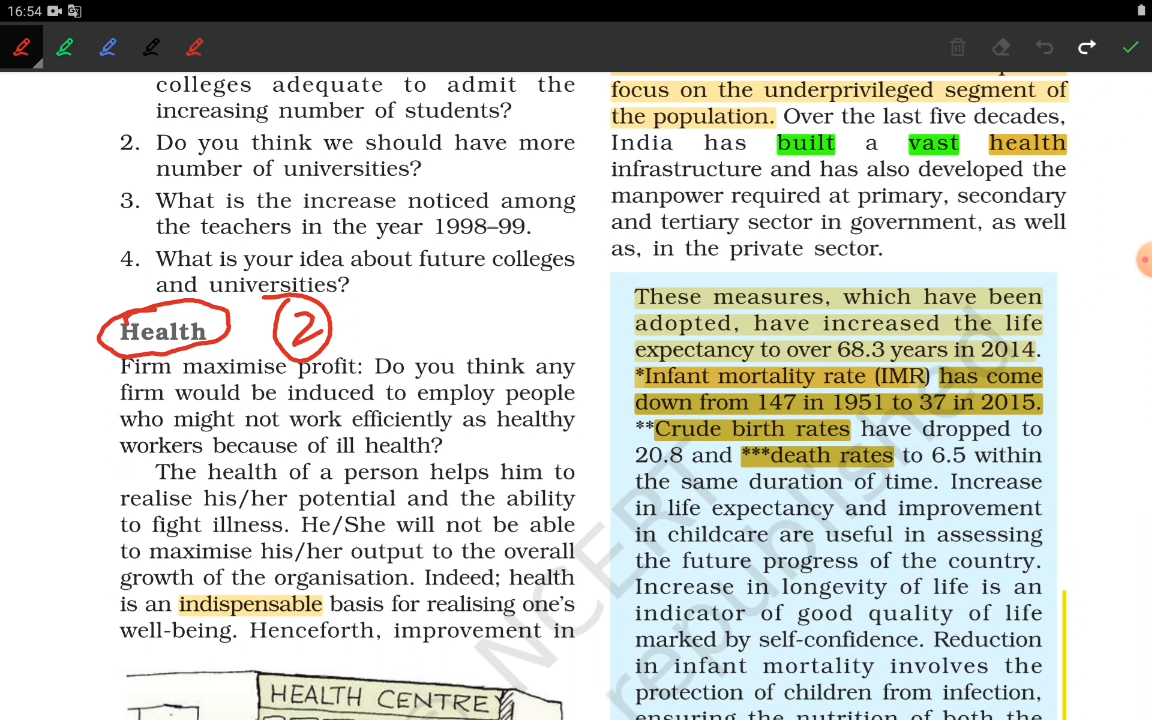 16:54
colleges adequate to admit the
increasing number of students?
2. Do you think we should have more
number of universities?
3. What is the increase noticed among
the teachers in the year 1998–99.
4. What is your idea about future colleges
and universities?
Health
2
Firm maximise profit: Do you think any
firm would be induced to employ people
who might not work efficiently as healthy
workers because of ill health?
The health of a person helps him to
realise his/her potential and the ability
to fight illness. He/She will not be able
to maximise his/her output to the overall
growth of the organisation. Indeed; health
is an indispensable basis for realising one's
well-being. Henceforth, improvement in
HEALTH CENTRE
focus on the underprivileged segment of
the population. Over the last five decades,
India has built a vast health
infrastructure and has also developed the
manpower required at primary, secondary
and tertiary sector in government, as well
as, in the private sector.
These measures, which have been
adopted, have increased the life
expectancy to over 68.3 years in 2014.
*Infant mortality rate (IMR) has come
down from 147 in 1951 to 37 in 2015.
**Crude birth rates have dropped to
20.8 and ***death rates to 6.5 within
the same duration of time. Increase
in life expectancy and improvement
in childcare are useful in assessing
the future progress of the country.
Increase in longevity of life is an
indicator of good quality of life
marked by self-confidence. Reduction
in infant mortality involves the
protection of children from infection,
ensuring the nutrition of both the
NCERT
republished